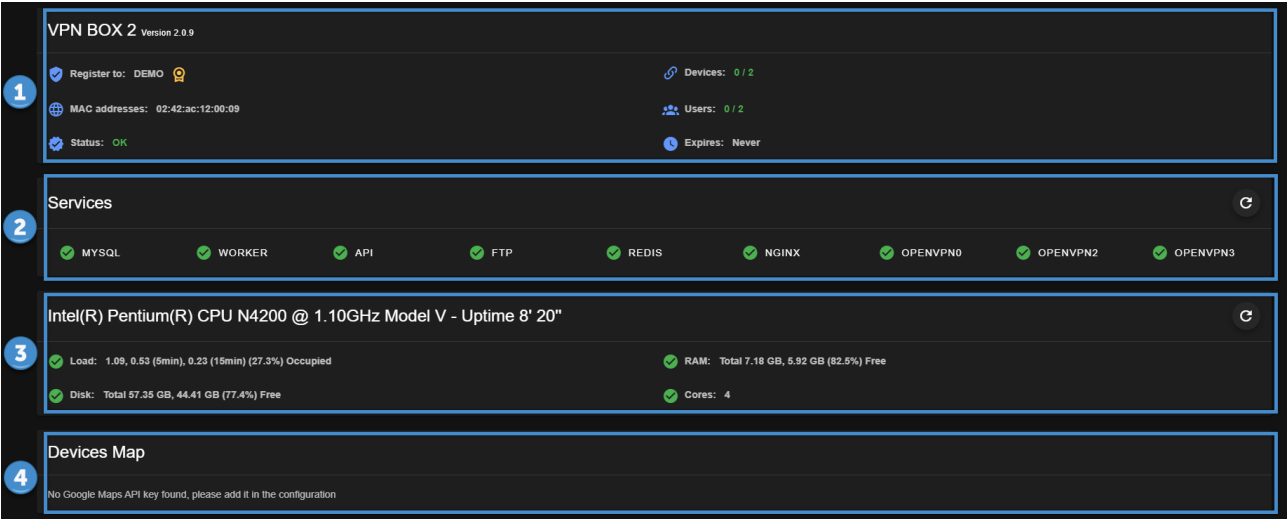 VPN BOX 2 Version 2.0.9
1
Register to: DEMO
Devices: 0 / 2
MAC addresses: 02:42:ac:12:00:09
Users: 0 / 2
Status: OK
Expires: Never
2
Services
MYSQL WORKER API FTP REDIS NGINX OPENVPN0 OPENVPN2 OPENVPN3
3
Intel(R) Pentium(R) CPU N4200 @ 1.10GHz Model V - Uptime 8' 20"
Load: 1.09, 0.53 (5min), 0.23 (15min) (27.3%) Occupied
RAM: Total 7.18 GB, 5.92 GB (82.5%) Free
Disk: Total 57.35 GB, 44.41 GB (77.4%) Free
Cores: 4
4
Devices Map
No Google Maps API key found, please add it in the configuration